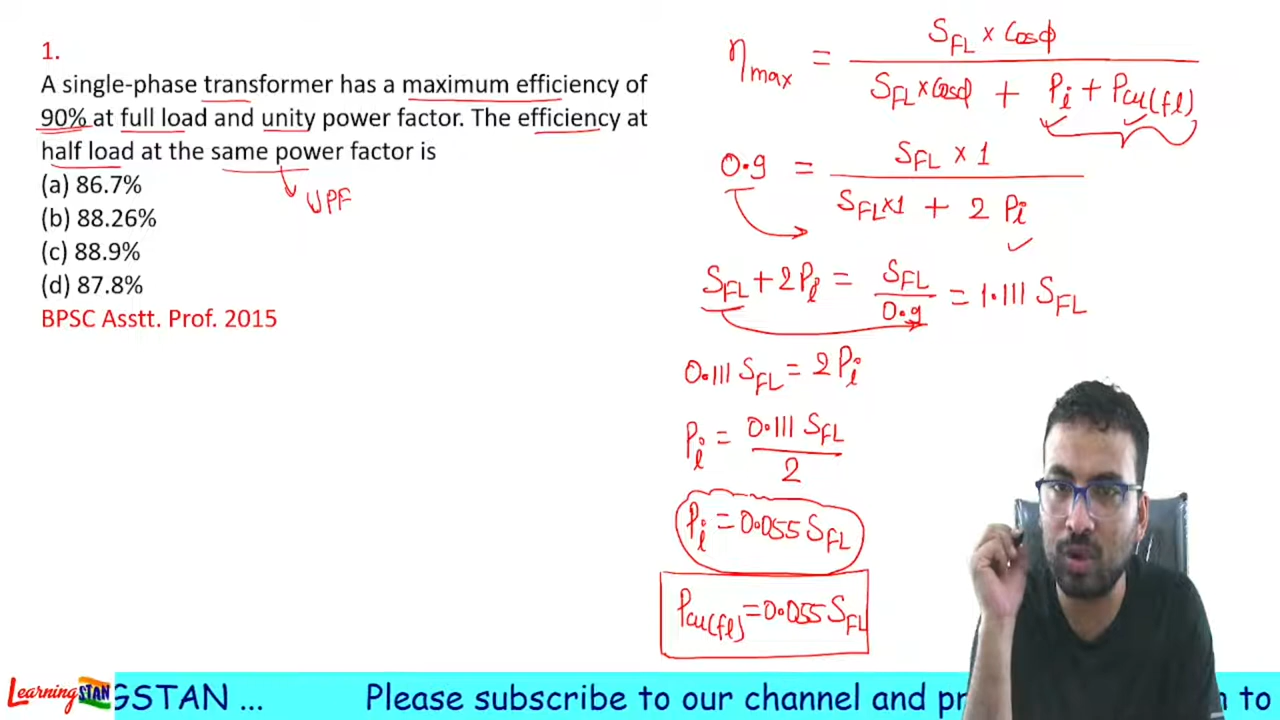 1.
A single-phase transformer has a maximum efficiency of
90% at full load and unity power factor. The efficiency at
half load at the same power factor is
UPF
(a) 86.7%
(b) 88.26%
(c) 88.9%
(d) 87.8%
BPSC Asstt. Prof. 2015
ηmax = SFL × Cosϕ / SFL × Cosϕ + Pi + Pcu(fl)
0.9 = SFL × 1 / SFL × 1 + 2 Pi
SFL + 2Pi = SFL / 0.9 = 1.111 SFL
0.111 SFL = 2 Pi
Pi = 0.111 SFL / 2
Pi = 0.055 SFL
Pcu(fl) = 0.055 SFL
LearningSTAN
GSTAN ... Please subscribe to our channel and pr to